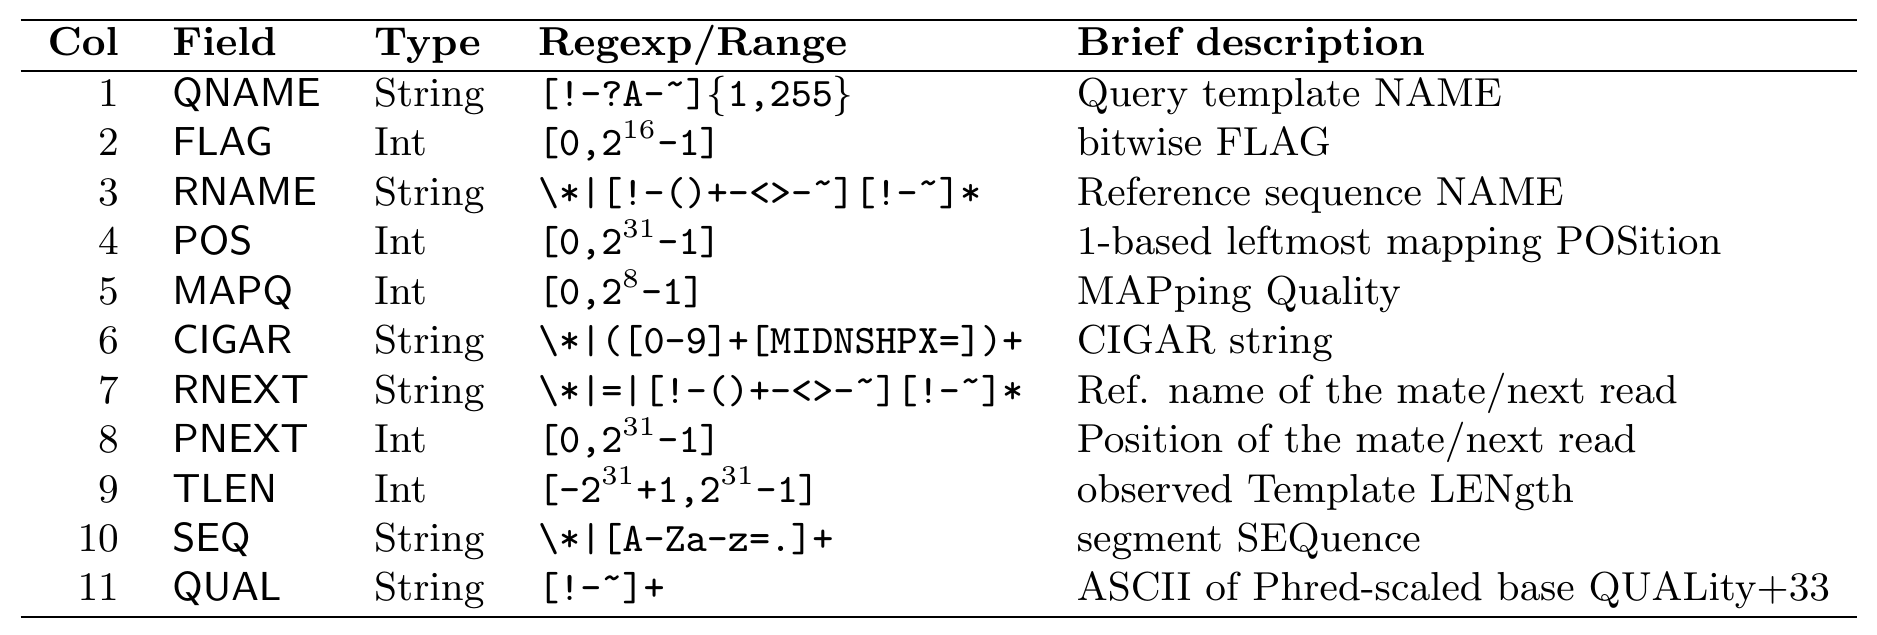 Col Field Type Regexp/Range Brief description
1 QNAME String [!-?A-~]{1,255} Query template NAME
2 FLAG Int [0,2^16-1] bitwise FLAG
3 RNAME String \*|[!-()+-<>-~][!-~]* Reference sequence NAME
4 POS Int [0,2^31-1] 1-based leftmost mapping POSition
5 MAPQ Int [0,2^8-1] MAPping Quality
6 CIGAR String \*|([0-9]+[MIDNSHPX=])+ CIGAR string
7 RNEXT String \*|=|[!-()+-<>-~][!-~]* Ref. name of the mate/next read
8 PNEXT Int [0,2^31-1] Position of the mate/next read
9 TLEN Int [-2^31+1,2^31-1] observed Template LENgth
10 SEQ String \*|[A-Za-z=.]+ segment SEQuence
11 QUAL String [!-~]+ ASCII of Phred-scaled base QUALity+33